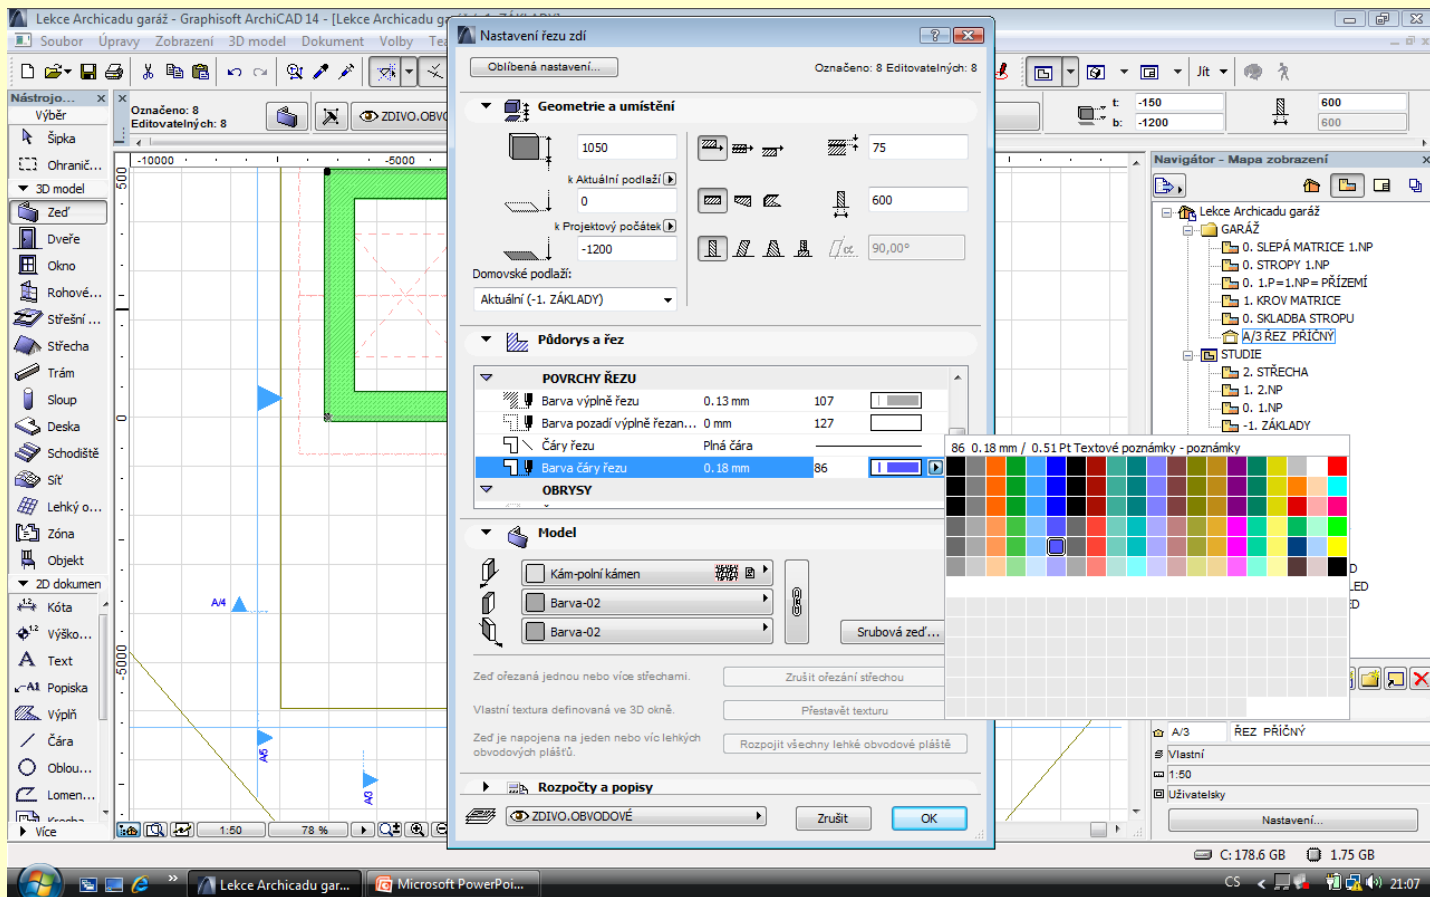 Lekce Archicadu garáž - Graphisoft ArchiCAD 14 - [Lekce Archicadu ga
Soubor Úpravy Zobrazení 3D model Dokument Volby
Nastavení řezu zdí
Oblíbená nastavení...
Označeno: 8 Editovatelných: 8
Jít
Nástrojo...
Výběr
Šipka
Ohranič...
3D model
Zeď
Dveře
Okno
Rohové...
Střešní ...
Střecha
Trám
Sloup
Deska
Schodiště
Síť
Lehký o...
Zóna
Objekt
2D dokumen
Kóta
Výško...
Text
Popiska
Výplň
Čára
Oblou...
Lomen...
Více
Označeno: 8
Editovatelných: 8
ZDIVO.OBVO
t: -150
b: -1200
600
600
-10000
-5000
500
0
-5000
A/4
A/5
A/3
1:50
78 %
Geometrie a umístění
1050
75
k Aktuální podlaží
0
600
k Projektový počátek
-1200
α
90,00°
Domovské podlaží:
Aktuální (-1. ZÁKLADY)
Půdorys a řez
POVRCHY ŘEZU
Barva výplně řezu 0.13 mm 107
Barva pozadí výplně řezan... 0 mm 127
Čáry řezu Plná čára
Barva čáry řezu 0.18 mm 86
OBRYSY
86 0.18 mm / 0.51 Pt Textové poznámky - poznámky
Model
Kám-polní kámen
Barva-02
Barva-02
Srubová zeď...
Zeď ořezaná jednou nebo více střechami.
Zrušit ořezání střechou
Vlastní textura definovaná ve 3D okně.
Přestavět texturu
Zeď je napojena na jeden nebo víc lehkých
obvodových plášťů.
Rozpojit všechny lehké obvodové pláště
Rozpočty a popisy
ZDIVO.OBVODOVÉ
Zrušit
OK
Navigátor - Mapa zobrazení
Lekce Archicadu garáž
GARÁŽ
0. SLEPÁ MATRICE 1.NP
0. STROPY 1.NP
0. 1.P=1.NP= PŘÍZEMÍ
1. KROV MATRICE
0. SKLADBA STROPU
A/3 ŘEZ PŘÍČNÝ
STUDIE
2. STŘECHA
1. 2.NP
0. 1.NP
-1. ZÁKLADY
D
LED
D
A/3 ŘEZ PŘÍČNÝ
Vlastní
1:50
Uživatelsky
Nastavení...
C: 178.6 GB 1.75 GB
Lekce Archicadu gar...
Microsoft PowerPoi...
CS
21:07